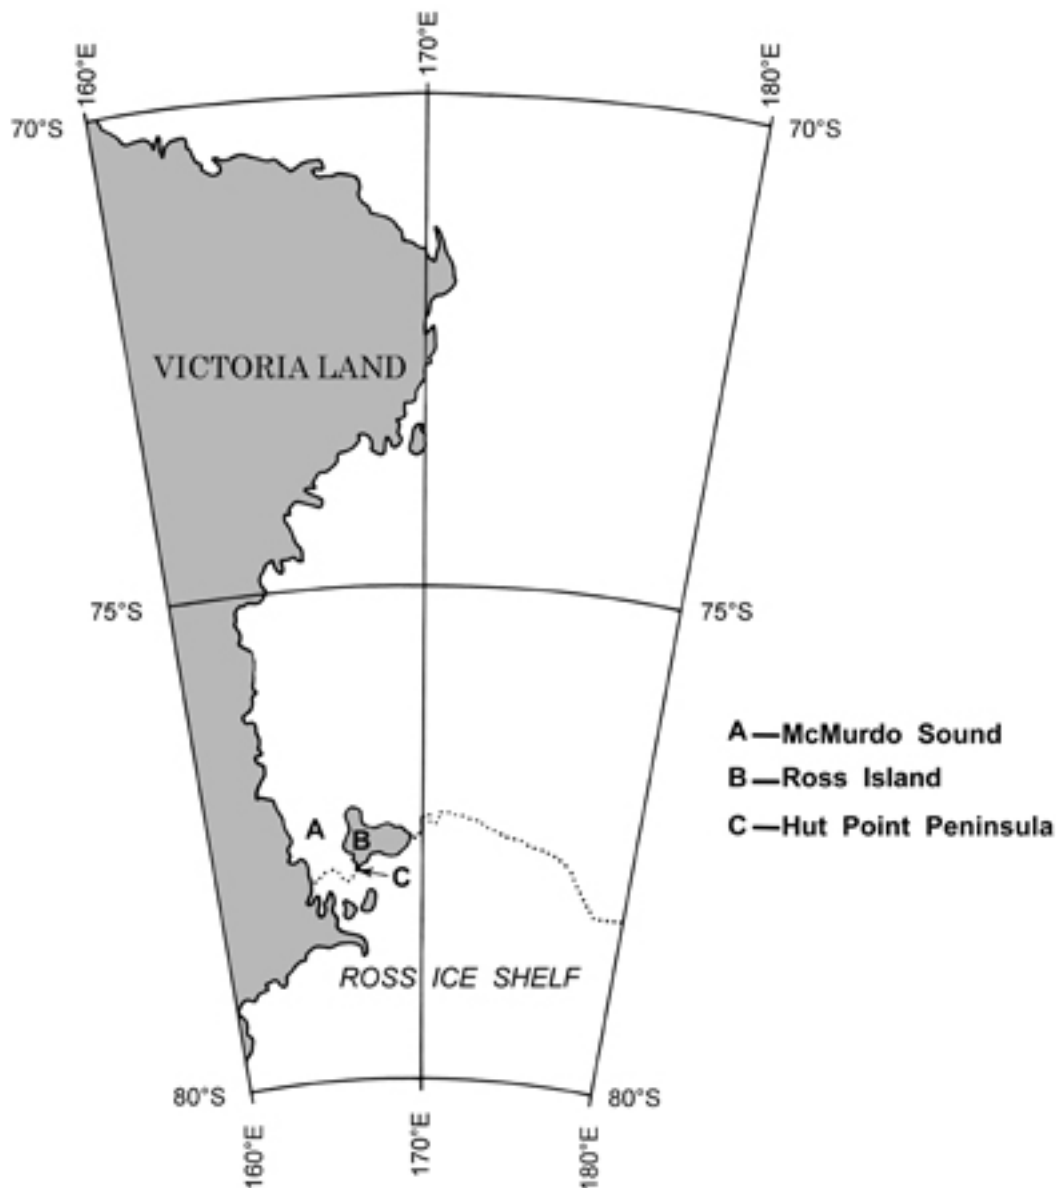 160°E
170°E
180°E
70°S
70°S
VICTORIA LAND
75°S
75°S
A — McMurdo Sound
B — Ross Island
C — Hut Point Peninsula
A
B
C
ROSS ICE SHELF
80°S
80°S
160°E
170°E
180°E